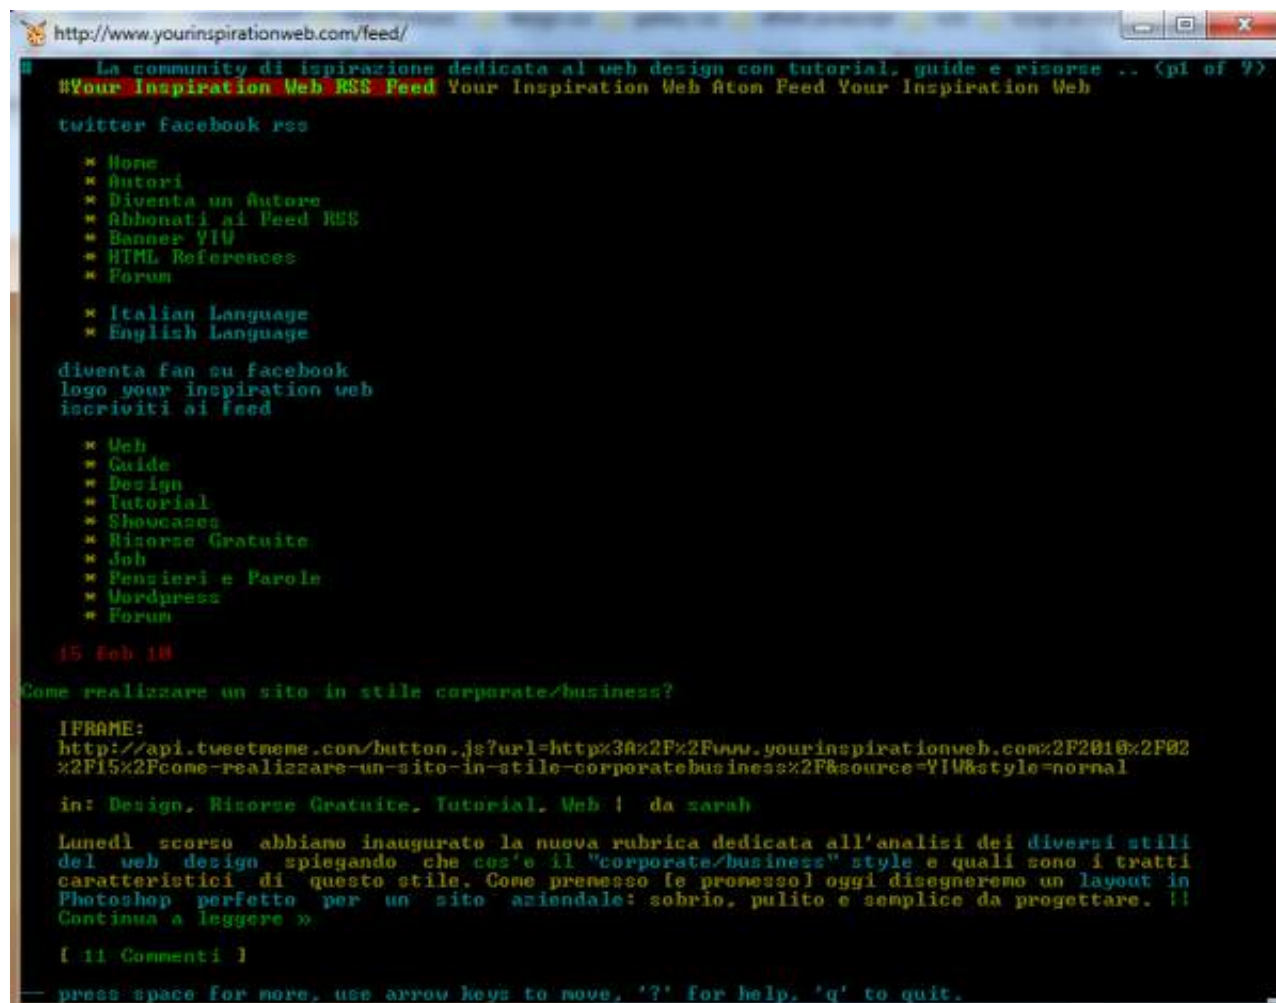 http://www.yourinspirationweb.com/feed/
# La community di ispirazione dedicata al web design con tutorial, guide e risorse .. (p1 of 9)
#Your Inspiration Web RSS Feed Your Inspiration Web Atom Feed Your Inspiration Web
twitter facebook rss
* Home
* Autori
* Diventa un Autore
* Abbonati ai Feed RSS
* Banner YIW
* HTML References
* Forum
* Italian Language
* English Language
diventa fan su facebook
logo your inspiration web
iscriviti ai feed
* Web
* Guide
* Design
* Tutorial
* Showcases
* Risorse Gratuite
* Job
* Pensieri e Parole
* Wordpress
* Forum
15 Feb 10
Come realizzare un sito in stile corporate/business?
IFRAME:
http://api.tweetmeme.com/button.js?url=http%3A%2F%2Fwww.yourinspirationweb.com%2F2010%2F02
%2F15%2Fcome-realizzare-un-sito-in-stile-corporatebusiness%2F&source=YIW&style=normal
in: Design, Risorse Gratuite, Tutorial, Web | da sarah
Lunedì scorso abbiamo inaugurato la nuova rubrica dedicata all'analisi dei diversi stili
del web design spiegando che cos'e il "corporate/business" style e quali sono i tratti
caratteristici di questo stile. Come premesso [e promesso] oggi disegneremo un layout in
Photoshop perfetto per un sito aziendale: sobrio, pulito e semplice da progettare. ||
Continua a leggere »
[ 11 Commenti ]
-- press space for more, use arrow keys to move, '?' for help, 'q' to quit.